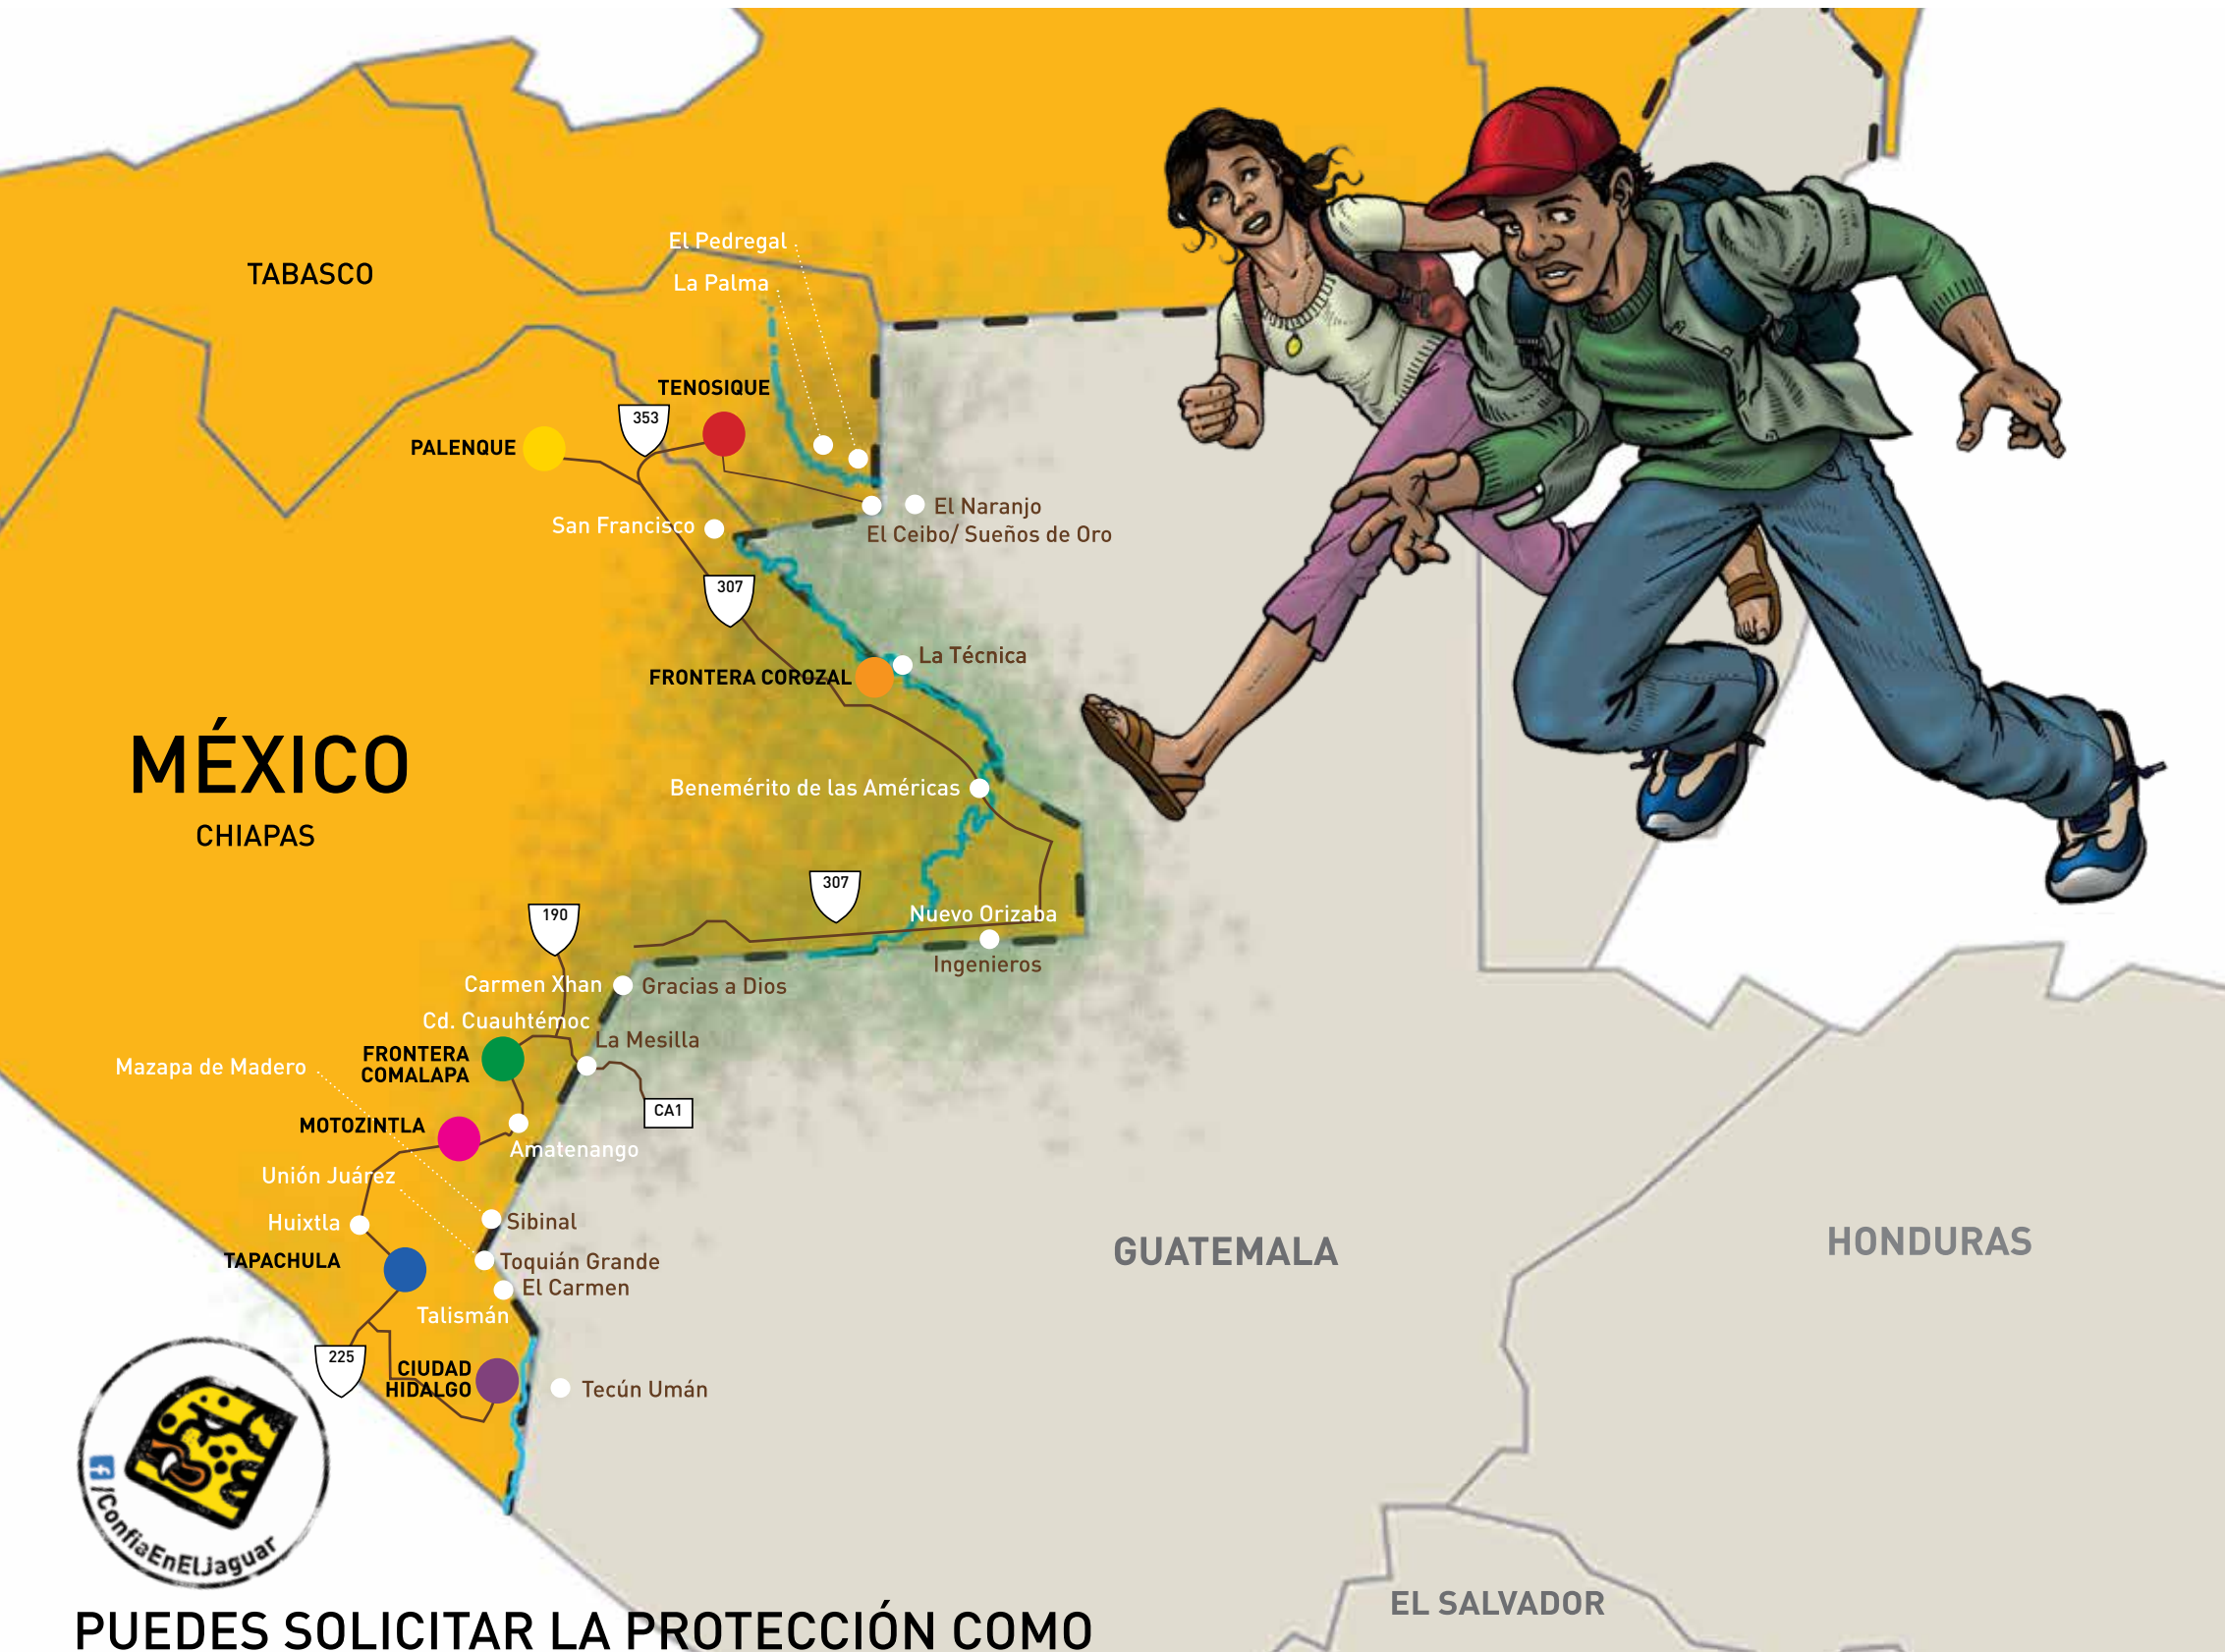 El Pedregal
TABASCO
La Palma
TENOSIQUE
353
PALENQUE
El Naranjo
San Francisco
El Ceibo/ Sueños de Oro
307
La Técnica
FRONTERA COROZAL
MÉXICO
CHIAPAS
Benemérito de las Américas
307
190
Nuevo Orizaba
Ingenieros
Carmen Xhan
Gracias a Dios
Cd. Cuauhtémoc
La Mesilla
FRONTERA
COMALAPA
Mazapa de Madero
CA1
MOTOZINTLA
Amatenango
Unión Juárez
Huixtla
Sibinal
TAPACHULA
Toquián Grande
El Carmen
Talismán
GUATEMALA
HONDURAS
225
CIUDAD
HIDALGO
Tecún Umán
f/ConfiaEnElJaguar
EL SALVADOR
PUEDES SOLICITAR LA PROTECCIÓN COMO